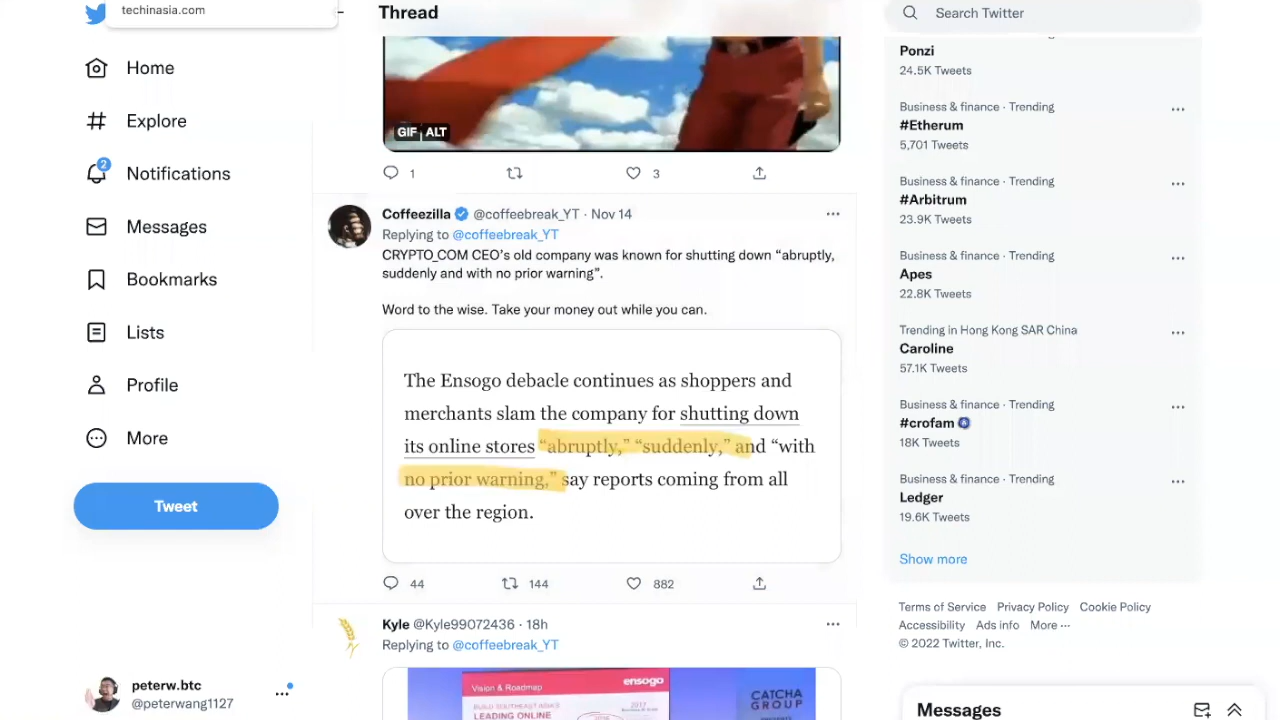 techinasia.com
Home
Explore
2
Notifications
Messages
Bookmarks
Lists
Profile
More
Tweet
peterw.btc
@peterwang1127
Thread
GIF ALT
1
3
Coffeezilla @coffeebreak_YT · Nov 14
Replying to @coffeebreak_YT
CRYPTO_COM CEO’s old company was known for shutting down “abruptly,
suddenly and with no prior warning”.
Word to the wise. Take your money out while you can.
The Ensogo debacle continues as shoppers and
merchants slam the company for shutting down
its online stores “abruptly,” “suddenly,” and “with
no prior warning,” say reports coming from all
over the region.
44 144 882
Kyle @Kyle99072436 · 18h
Replying to @coffeebreak_YT
Vision & Roadmap
ensogo
2017
BUILD SOUTHEAST ASIA'S
LEADING ONLINE
CATCHA
GROUP
Search Twitter
Ponzi
24.5K Tweets
Business & finance · Trending
#Etherum
5,701 Tweets
Business & finance · Trending
#Arbitrum
23.9K Tweets
Business & finance · Trending
Apes
22.8K Tweets
Trending in Hong Kong SAR China
Caroline
57.1K Tweets
Business & finance · Trending
#crofam
18K Tweets
Business & finance · Trending
Ledger
19.6K Tweets
Show more
Terms of Service Privacy Policy Cookie Policy
Accessibility Ads info More ···
© 2022 Twitter, Inc.
Messages